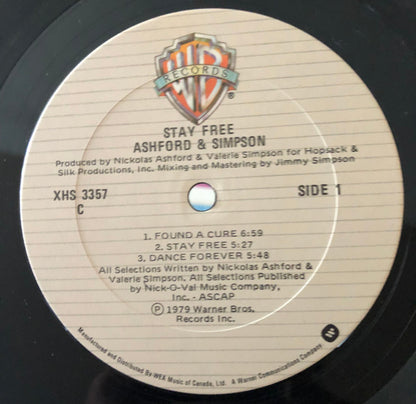 WB
RECORDS
®
STAY FREE
ASHFORD & SIMPSON
Produced by Nickolas Ashford & Valerie Simpson for Hopsack &
Silk Productions, Inc. Mixing and Mastering by Jimmy Simpson
XHS 3357
C
SIDE 1
1. FOUND A CURE 6:59
2. STAY FREE 5:27
3. DANCE FOREVER 5:48
All Selections Written by Nickolas Ashford &
Valerie Simpson. All Selections Published
by Nick-O-Val Music Company,
Inc. - ASCAP
Ⓟ 1979 Warner Bros.
Records Inc.
Manufactured and Distributed By WEA Music of Canada, Ltd. A Warner Communications Company